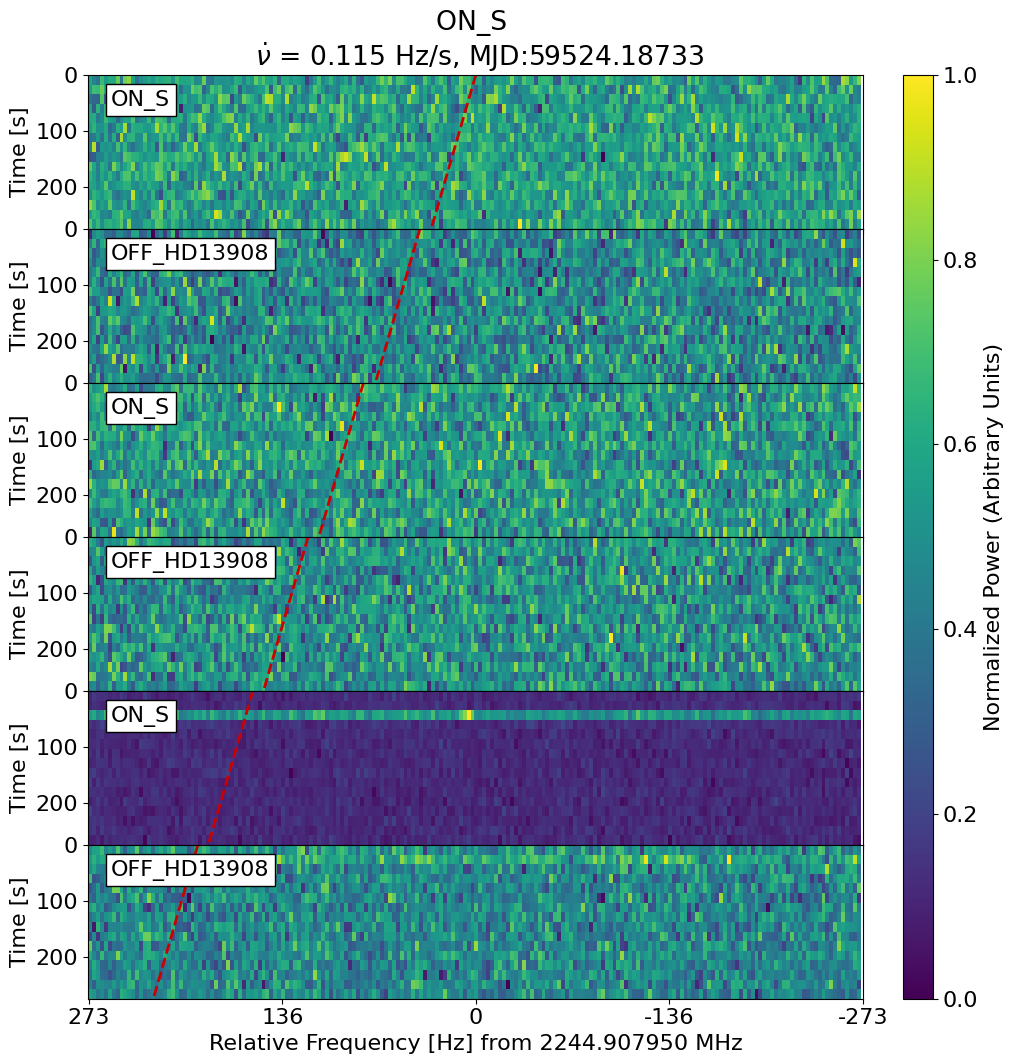 ON_S
ν̇ = 0.115 Hz/s, MJD:59524.18733
0
100
200
Time [s]
ON_S
0
100
200
Time [s]
OFF_HD13908
0
100
200
Time [s]
ON_S
0
100
200
Time [s]
OFF_HD13908
0
100
200
Time [s]
ON_S
0
100
200
Time [s]
OFF_HD13908
273 136 0 -136 -273
Relative Frequency [Hz] from 2244.907950 MHz
1.0
0.8
0.6
0.4
0.2
0.0
Normalized Power (Arbitrary Units)